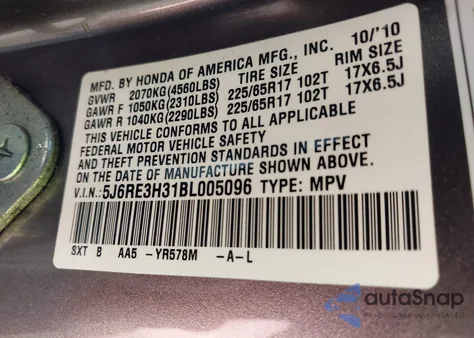 MFD. BY HONDA OF AMERICA MFG., INC. 10/'10
GVWR 2070KG(4560LBS) TIRE SIZE RIM SIZE
GAWR F 1050KG(2310LBS) 225/65R17 102T 17X6.5J
GAWR R 1040KG(2290LBS) 225/65R17 102T 17X6.5J
THIS VEHICLE CONFORMS TO ALL APPLICABLE
FEDERAL MOTOR VEHICLE SAFETY
AND THEFT PREVENTION STANDARDS IN EFFECT
ON THE DATE OF MANUFACTURE SHOWN ABOVE.
V.I.N.: 5J6RE3H31BL005096 TYPE: MPV
SXT B AA5 -YR578M -A-L
autaSnap